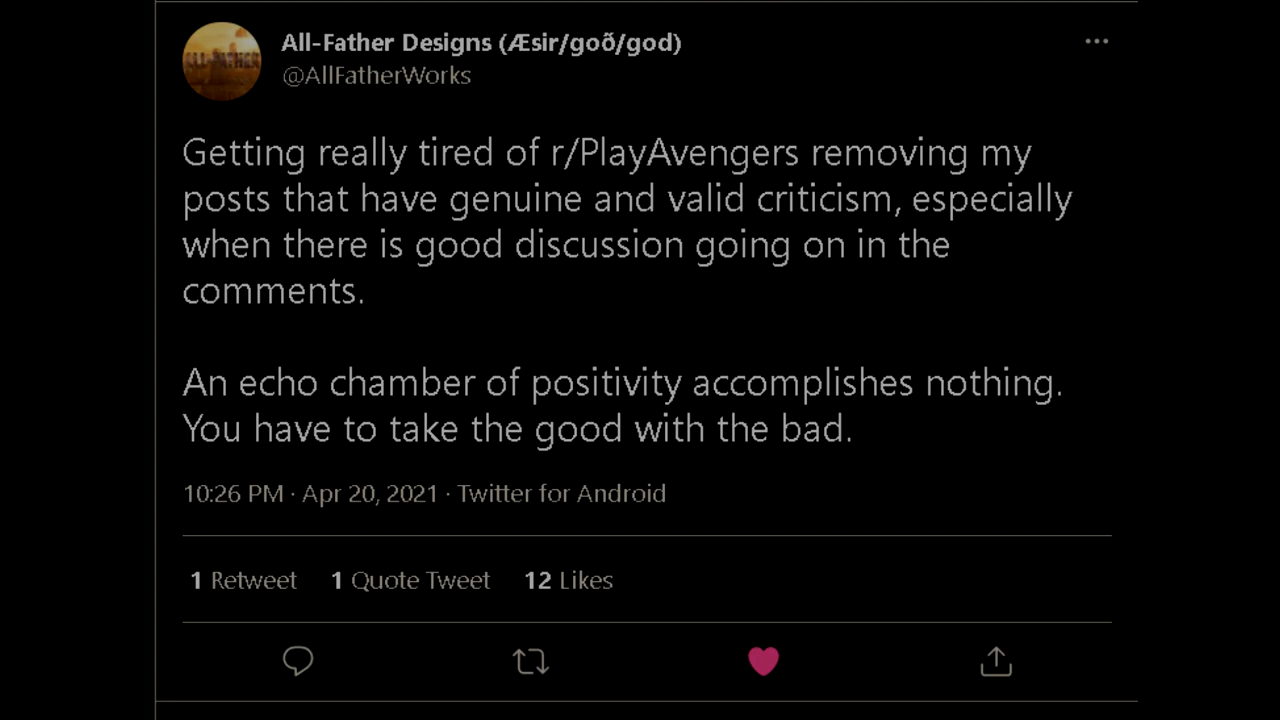 All-Father Designs (Æsir/goð/god)
@AllFatherWorks
Getting really tired of r/PlayAvengers removing my
posts that have genuine and valid criticism, especially
when there is good discussion going on in the
comments.
An echo chamber of positivity accomplishes nothing.
You have to take the good with the bad.
10:26 PM · Apr 20, 2021 · Twitter for Android
1 Retweet 1 Quote Tweet 12 Likes